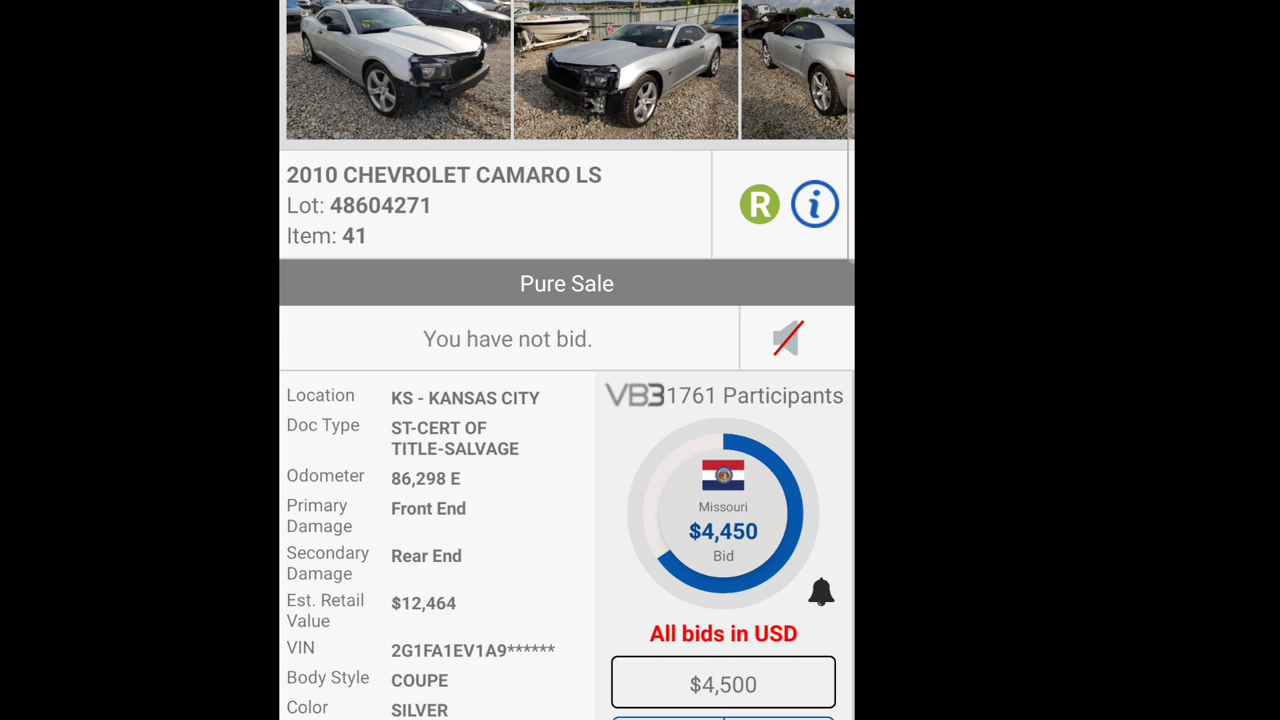 2010 CHEVROLET CAMARO LS
Lot: 48604271
Item: 41
R
i
Pure Sale
You have not bid.
Location KS - KANSAS CITY
Doc Type ST-CERT OF
TITLE-SALVAGE
Odometer 86,298 E
Primary
Damage Front End
Secondary
Damage Rear End
Est. Retail
Value $12,464
VIN 2G1FA1EV1A9******
Body Style COUPE
Color SILVER
VB3 1761 Participants
Missouri
$4,450
Bid
All bids in USD
$4,500